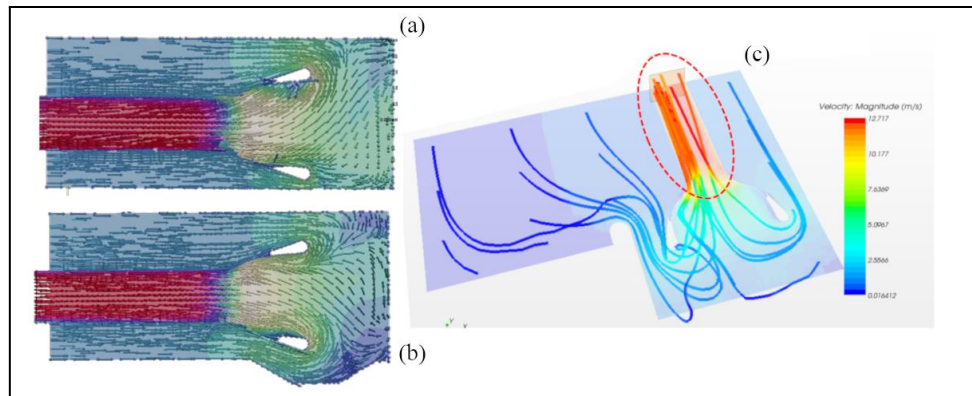 (a)
(c)
Velocity: Magnitude (m/s)
12.717
10.177
7.6369
5.0967
2.5566
0.016412
(b)
Y